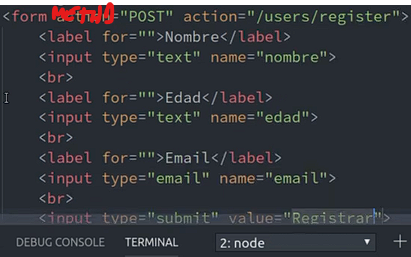 <form ="POST" action="/users/register">
<label for="">Nombre</label>
<input type="text" name="nombre">
<br>
<label for="">Edad</label>
<input type="text" name="edad">
<br>
<label for="">Email</label>
<input type="email" name="email">
<br>
<input type="submit" value="Registrar">
DEBUG CONSOLE TERMINAL 2: node